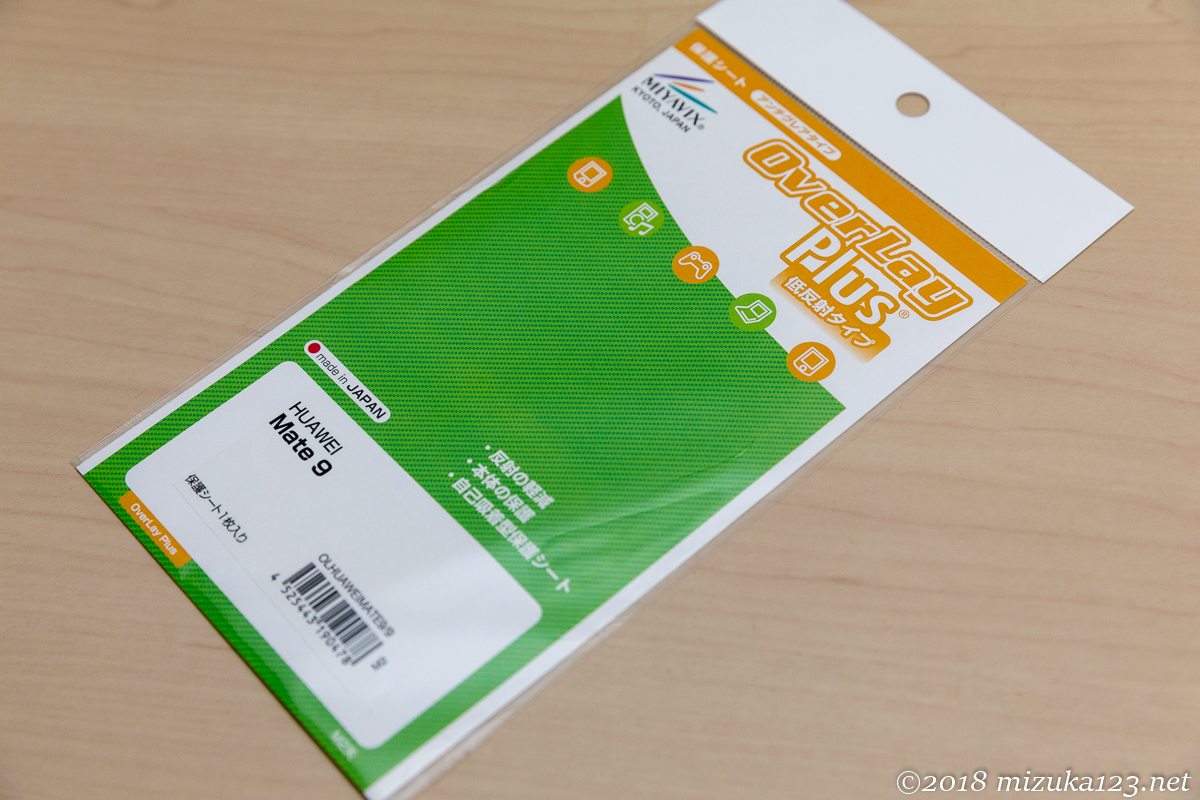 保護シート
アンチグレアタイプ
MIYAVIX®
KYOTO, JAPAN
OverLay
Plus®
低反射タイプ
made in JAPAN
HUAWEI
Mate 9
・反射の軽減
・本体の保護
・自己吸着型保護シート
保護シート1枚入り
OverLay Plus
OLHUAWEIMATE9/9
4 525443 190478
©2018 mizuka123.net